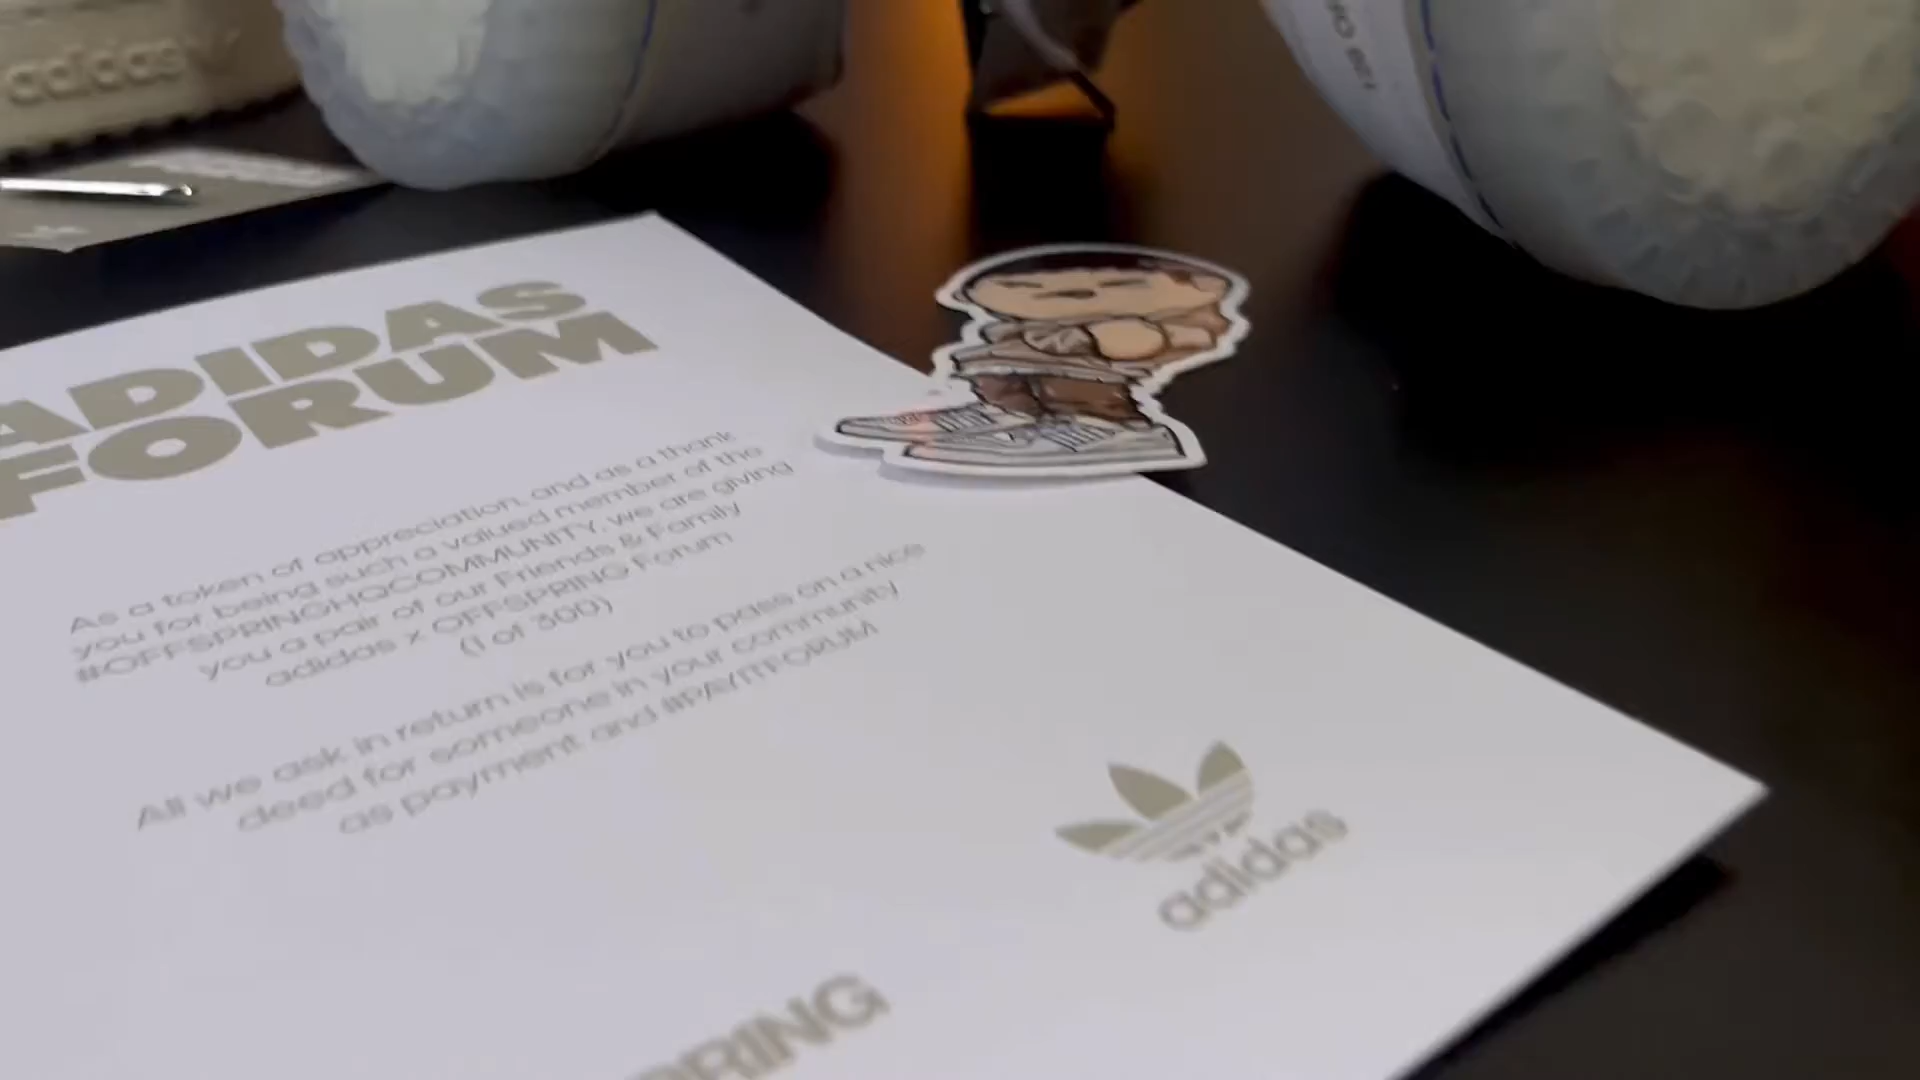 adidas
ADIDAS
FORUM
As a token of appreciation, and as a thank
you for being such a valued member of the
#OFFSPRINGHQCOMMUNITY, we are giving
you a pair of our Friends & Family
adidas x OFFSPRING Forum
(1 of 300)
All we ask in return is for you to pass on a nice
deed for someone in your community
as payment and #PAYITFORUM
adidas
PRING